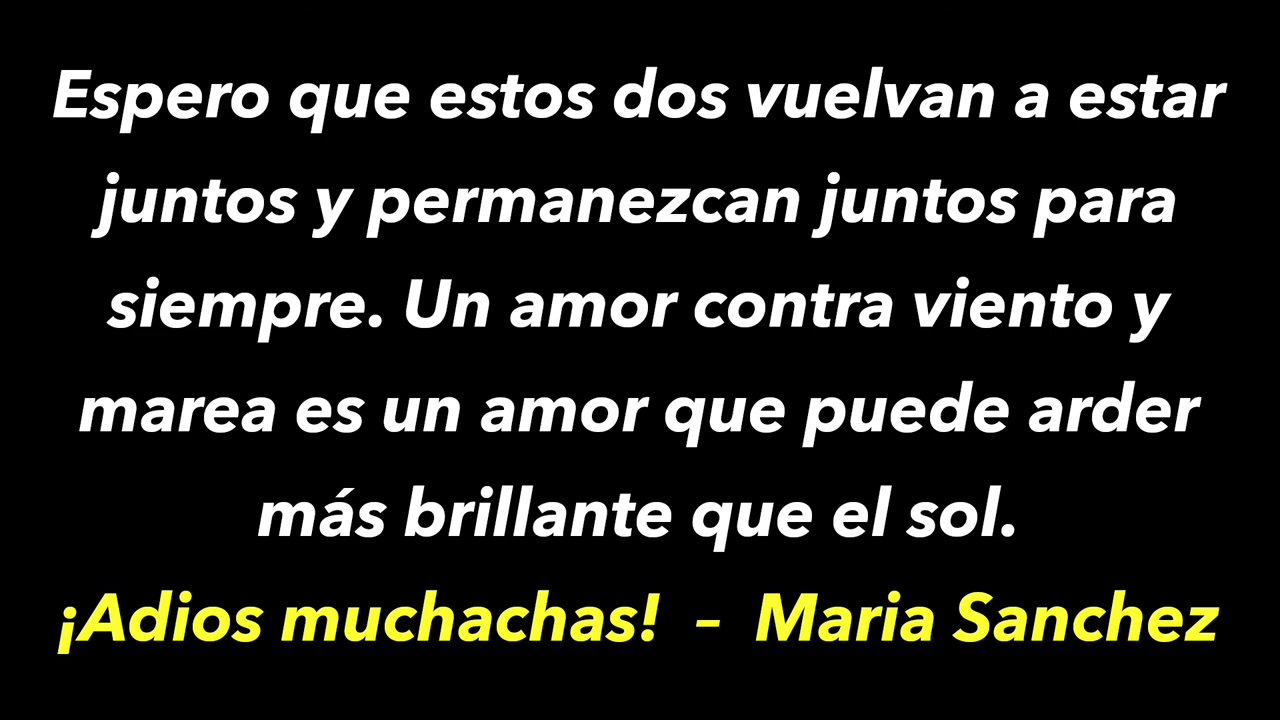 Espero que estos dos vuelvan a estar
juntos y permanezcan juntos para
siempre. Un amor contra viento y
marea es un amor que puede arder
más brillante que el sol.
¡Adios muchachas! – Maria Sanchez